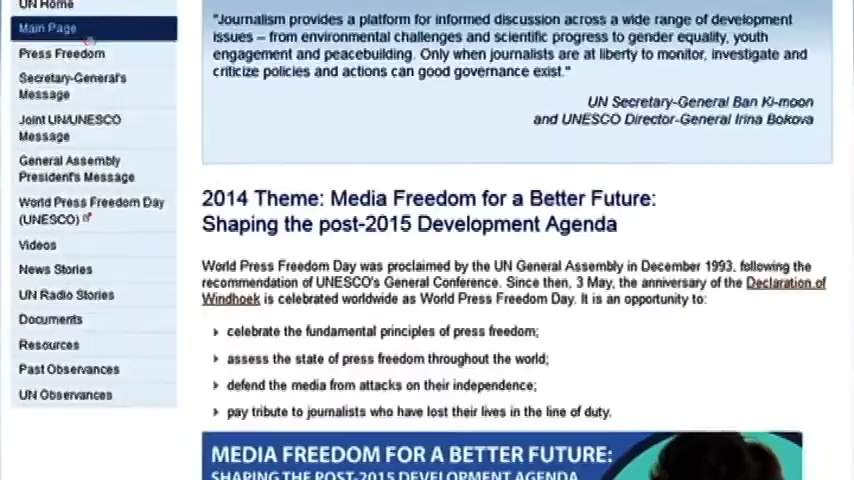 UN Home
Main Page
Press Freedom
Secretary-General's
Message
Joint UN/UNESCO
Message
General Assembly
President's Message
World Press Freedom Day
(UNESCO)
Videos
News Stories
UN Radio Stories
Documents
Resources
Past Observances
UN Observances
"Journalism provides a platform for informed discussion across a wide range of development
issues – from environmental challenges and scientific progress to gender equality, youth
engagement and peacebuilding. Only when journalists are at liberty to monitor, investigate and
criticize policies and actions can good governance exist."
UN Secretary-General Ban Ki-moon
and UNESCO Director-General Irina Bokova
2014 Theme: Media Freedom for a Better Future:
Shaping the post-2015 Development Agenda
World Press Freedom Day was proclaimed by the UN General Assembly in December 1993, following the
recommendation of UNESCO's General Conference. Since then, 3 May, the anniversary of the Declaration of
Windhoek is celebrated worldwide as World Press Freedom Day. It is an opportunity to:
celebrate the fundamental principles of press freedom;
assess the state of press freedom throughout the world;
defend the media from attacks on their independence;
pay tribute to journalists who have lost their lives in the line of duty.
MEDIA FREEDOM FOR A BETTER FUTURE:
SHAPING THE POST-2015 DEVELOPMENT AGENDA